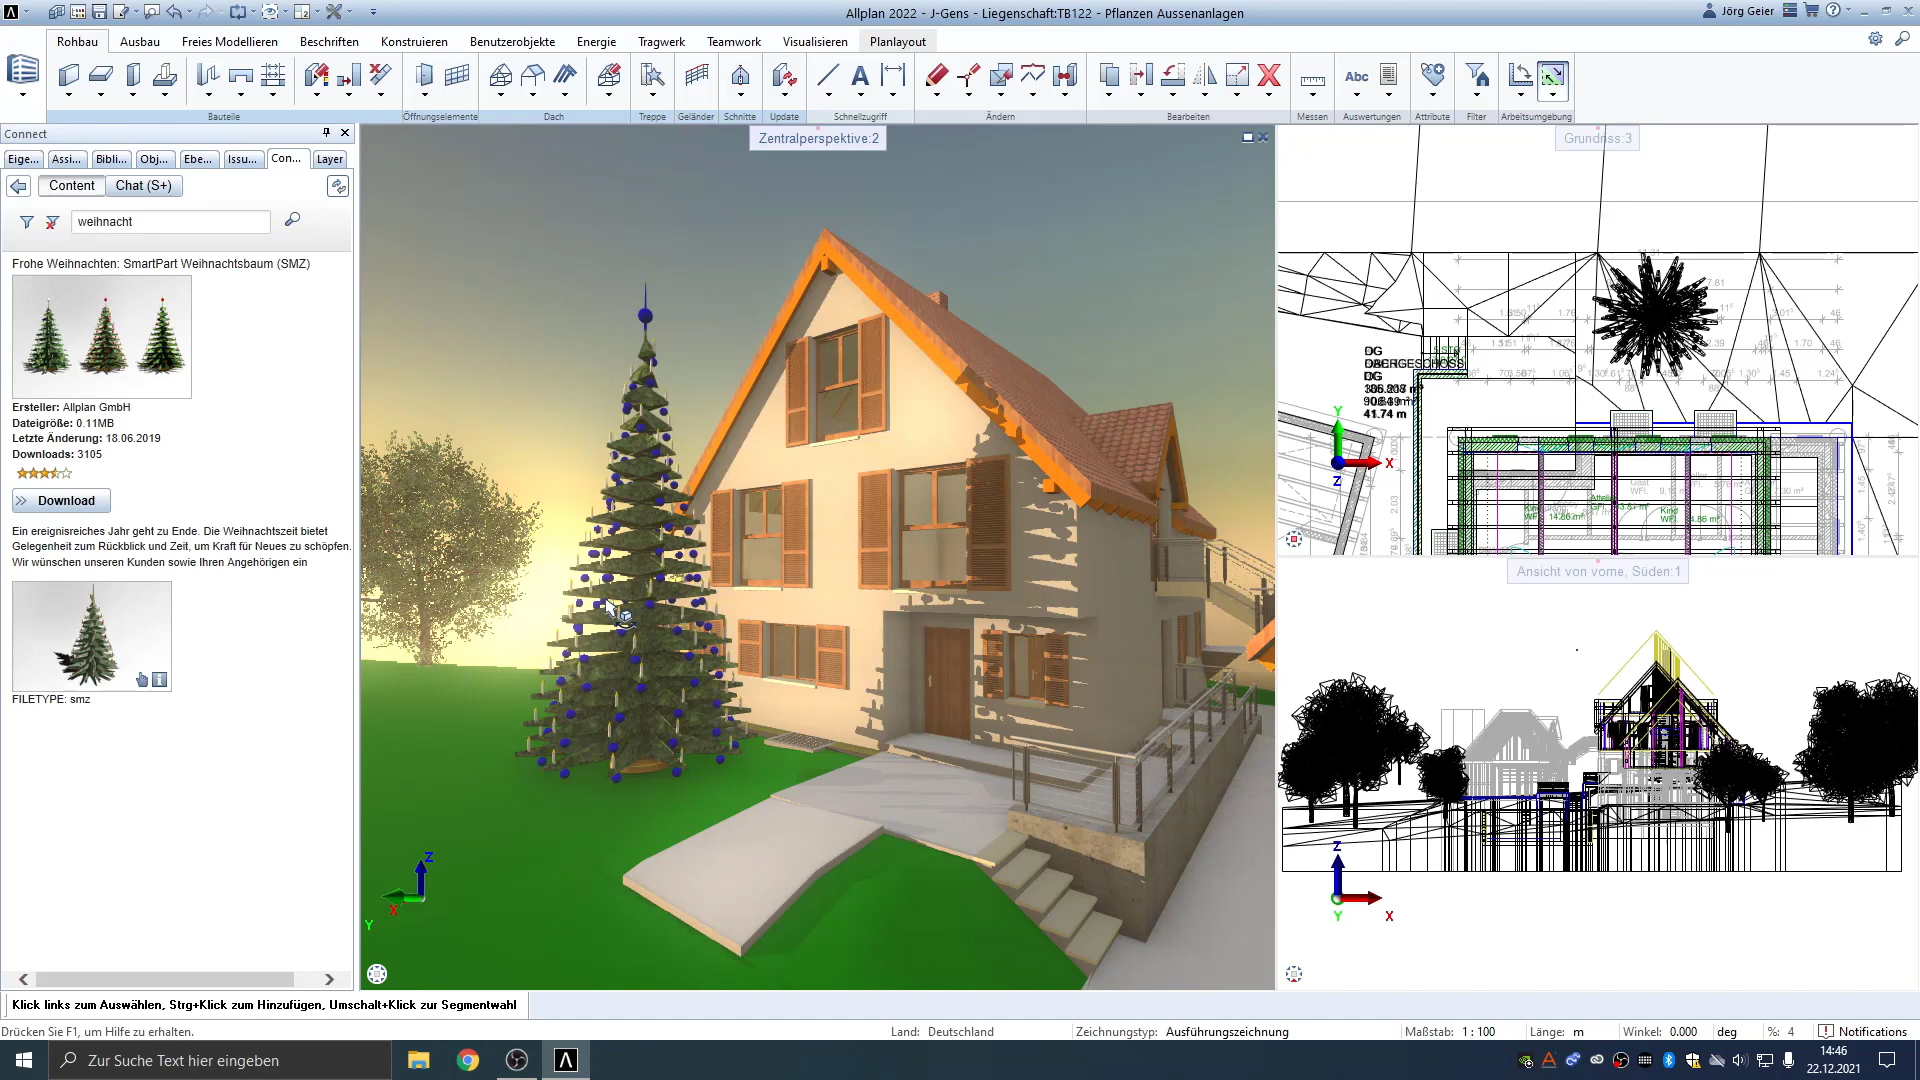 Allplan 2022 - J-Gens - Liegenschaft:TB122 - Pflanzen Aussenanlagen
Jörg Geier
Rohbau Ausbau Freies Modellieren Beschriften Konstruieren Benutzerobjekte Energie Tragwerk Teamwork Visualisieren Planlayout
Abc
Bauteile Öffnungselemente Dach Treppe Geländer Schnitte Update Schnellzugriff Ändern Bearbeiten Messen Auswertungen Attribute Filter Arbeitsumgebung
Connect
Eige... Assi... Bibli... Obj... Ebe... Issu... Con... Layer
Content Chat (S+)
weihnacht
Frohe Weihnachten: SmartPart Weihnachtsbaum (SMZ)
Ersteller: Allplan GmbH
Dateigröße: 0.11MB
Letzte Änderung: 18.06.2019
Downloads: 3105
Download
Ein ereignisreiches Jahr geht zu Ende. Die Weihnachtszeit bietet
Gelegenheit zum Rückblick und Zeit, um Kraft für Neues zu schöpfen.
Wir wünschen unseren Kunden sowie Ihren Angehörigen ein
FILETYPE: smz
Zentralperspektive:2
Z
X
Y
Grundriss:3
DG
DG
41.74 m
Y
X
Z
Ansicht von vorne, Süden:1
Z
X
Y
Klick links zum Auswählen, Strg+Klick zum Hinzufügen, Umschalt+Klick zur Segmentwahl
Drücken Sie F1, um Hilfe zu erhalten.
Land: Deutschland
Zeichnungstyp: Ausführungszeichnung
Maßstab: 1 : 100
Länge: m
Winkel: 0.000 deg
%: 4
Notifications
Zur Suche Text hier eingeben
14:46
22.12.2021